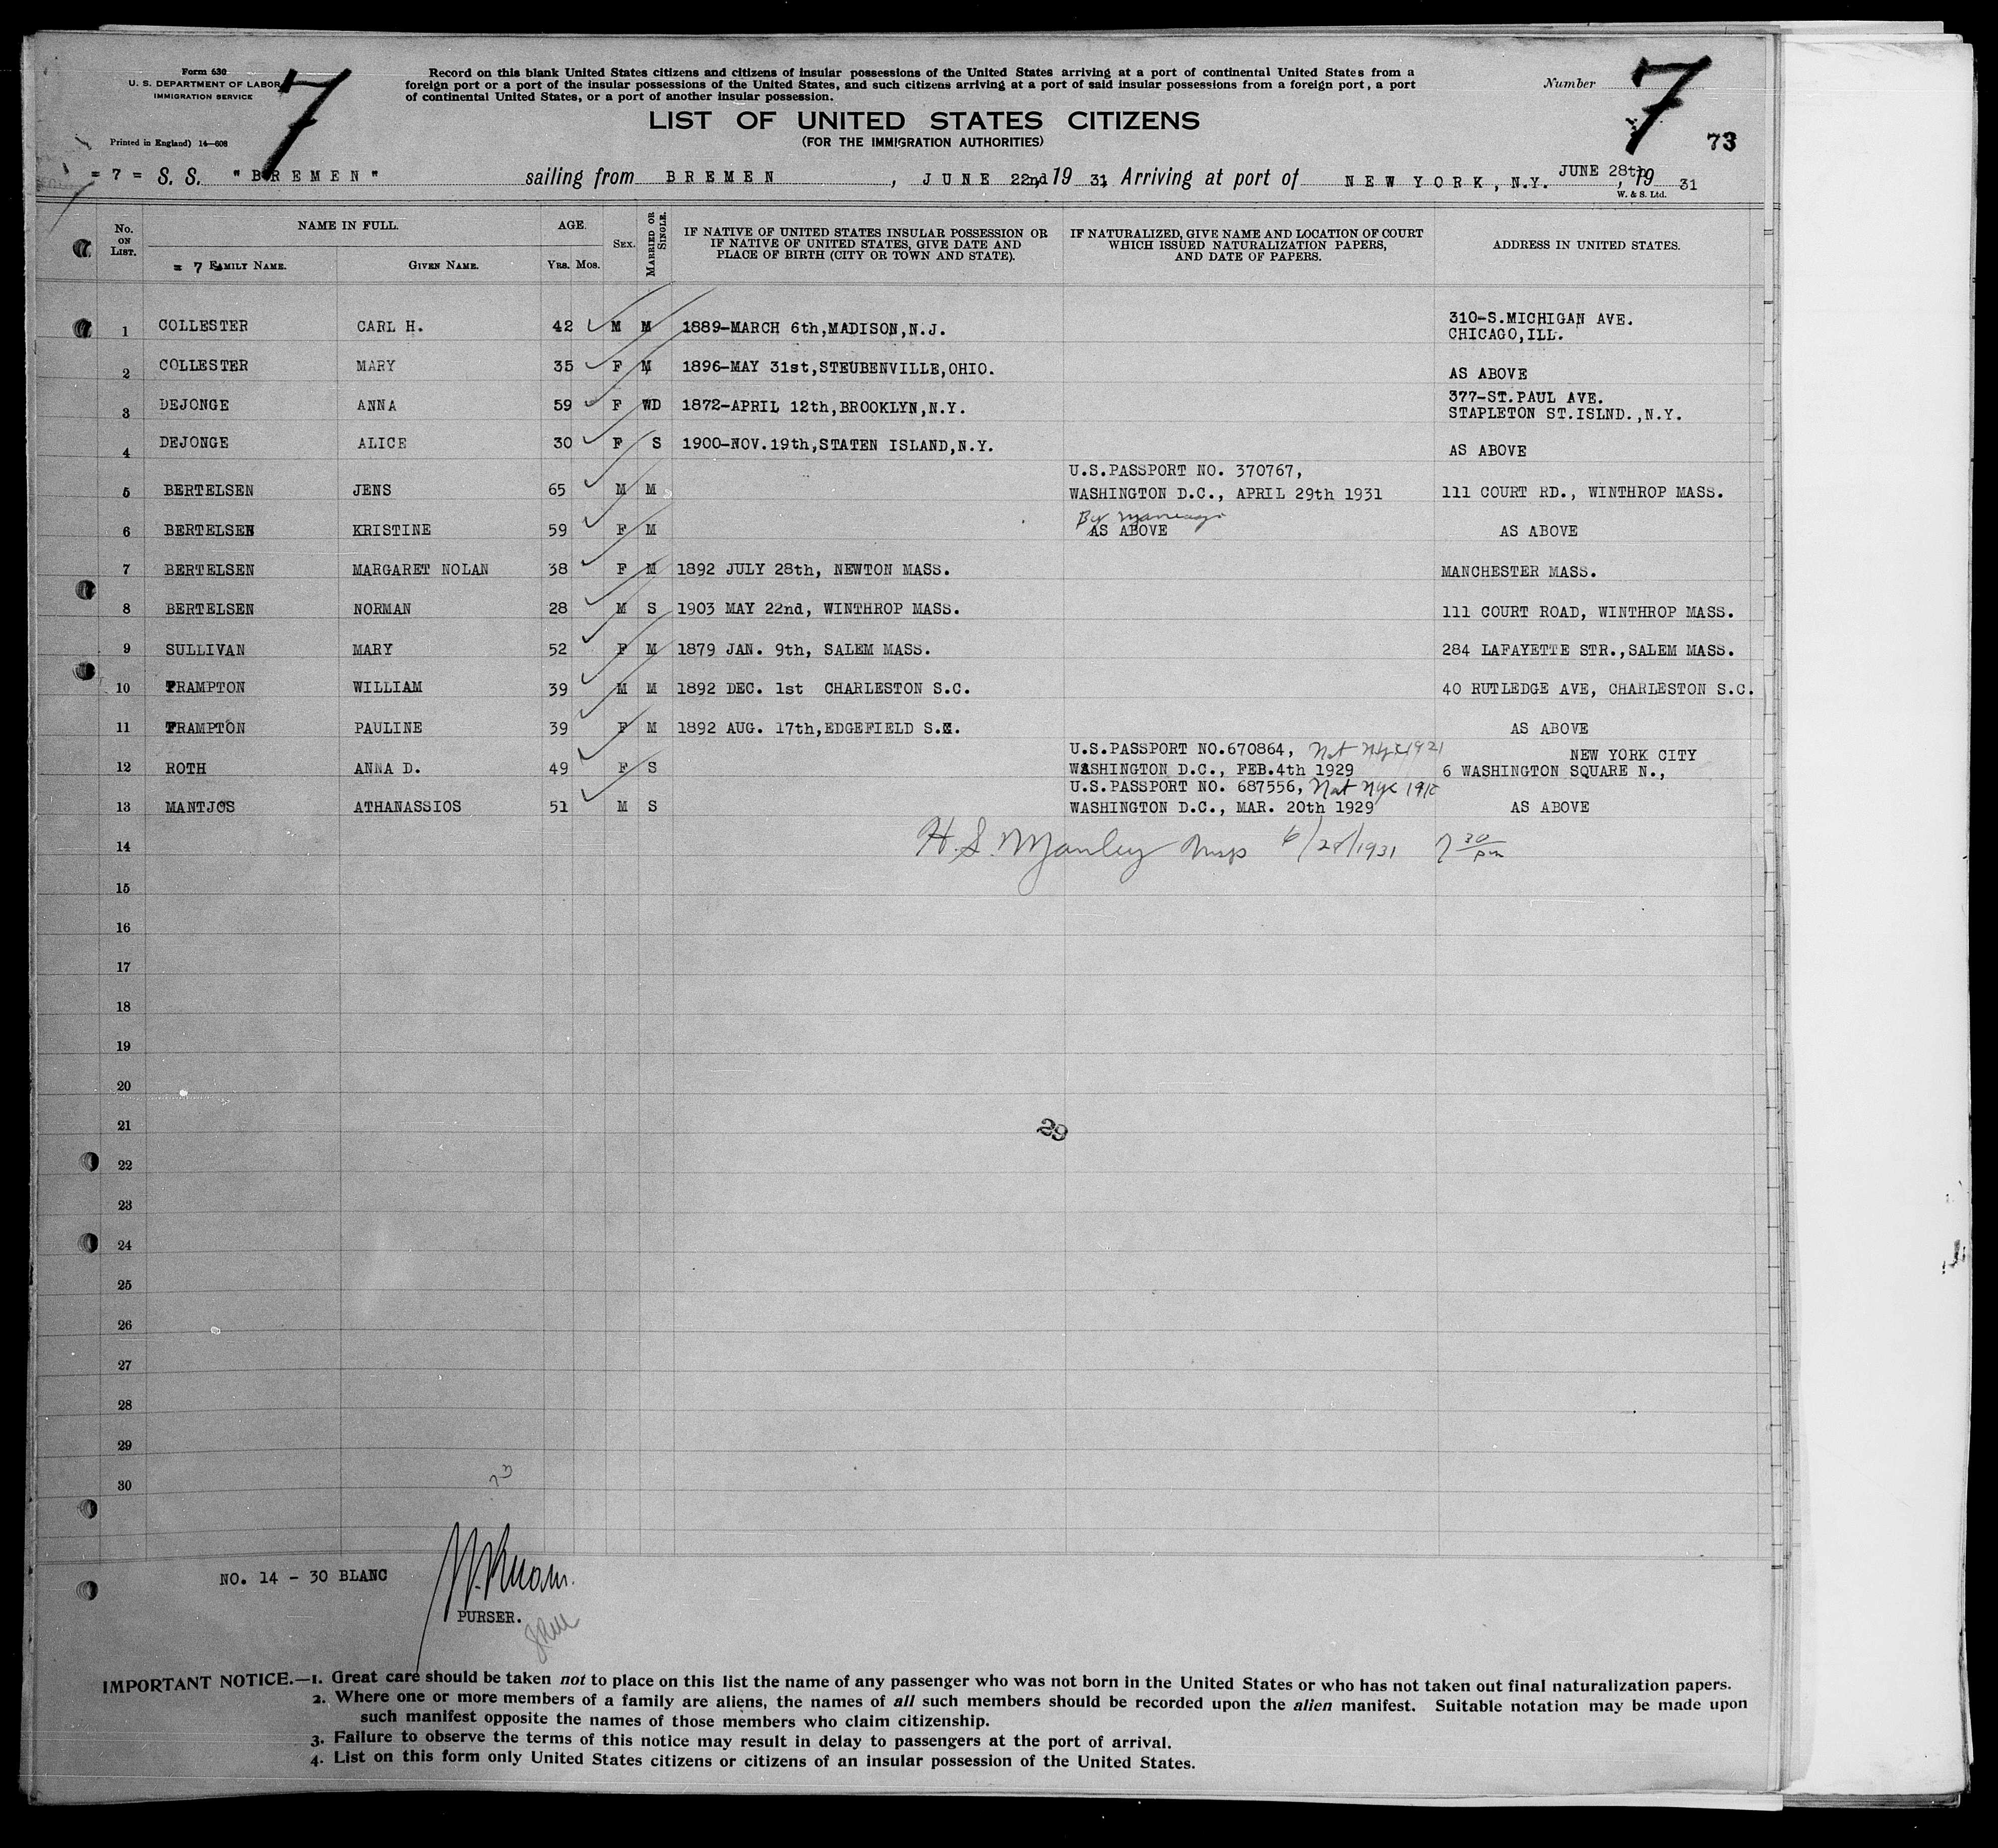 Form 630
U. S. DEPARTMENT OF LABOR
IMMIGRATION SERVICE
Printed in England) 14—608
7
Record on this blank United States citizens and citizens of insular possessions of the United States arriving at a port of continental United States from a
foreign port or a port of the insular possessions of the United States, and such citizens arriving at a port of said insular possessions from a foreign port, a port
of continental United States, or a port of another insular possession.
Number 7
73
LIST OF UNITED STATES CITIZENS
(FOR THE IMMIGRATION AUTHORITIES)
= 7 = S. S. "BREMEN" sailing from BREMEN, JUNE 22nd, 19 31, Arriving at port of NEW YORK, N.Y. JUNE 28th, 19 31
W. & S. Ltd.
No. ON LIST. NAME IN FULL. AGE. SEX. MARRIED OR SINGLE. IF NATIVE OF UNITED STATES INSULAR POSSESSION OR IF NATIVE OF UNITED STATES, GIVE DATE AND PLACE OF BIRTH (CITY OR TOWN AND STATE). IF NATURALIZED, GIVE NAME AND LOCATION OF COURT WHICH ISSUED NATURALIZATION PAPERS, AND DATE OF PAPERS. ADDRESS IN UNITED STATES.
= 7 = FAMILY NAME. GIVEN NAME. YRS. MOS.
1 COLLESTER CARL H. 42 M M 1889-MARCH 6th,MADISON,N.J. 310-S.MICHIGAN AVE. CHICAGO,ILL.
2 COLLESTER MARY 35 F M 1896-MAY 31st,STEUBENVILLE,OHIO. AS ABOVE
3 DEJONGE ANNA 59 F WD 1872-APRIL 12th,BROOKLYN,N.Y. 377-ST.PAUL AVE. STAPLETON ST.ISLND.,N.Y.
4 DEJONGE ALICE 30 F S 1900-NOV.19th,STATEN ISLAND,N.Y. AS ABOVE
5 BERTELSEN JENS 65 M M U.S.PASSPORT NO. 370767, WASHINGTON D.C., APRIL 29th 1931 111 COURT RD., WINTHROP MASS.
6 BERTELSEN KRISTINE 59 F M By marriage AS ABOVE AS ABOVE
7 BERTELSEN MARGARET NOLAN 38 F M 1892 JULY 28th, NEWTON MASS. MANCHESTER MASS.
8 BERTELSEN NORMAN 28 M S 1903 MAY 22nd, WINTHROP MASS. 111 COURT ROAD, WINTHROP MASS.
9 SULLIVAN MARY 52 F M 1879 JAN. 9th, SALEM MASS. 284 LAFAYETTE STR.,SALEM MASS.
10 FRAMPTON WILLIAM 39 M M 1892 DEC. 1st CHARLESTON S.C. 40 RUTLEDGE AVE, CHARLESTON S.C.
11 FRAMPTON PAULINE 39 F M 1892 AUG. 17th,EDGEFIELD S.C. AS ABOVE
12 ROTH ANNA D. 49 F S U.S.PASSPORT NO.670864, Nat NYC 1921 WASHINGTON D.C., FEB.4th 1929 NEW YORK CITY 6 WASHINGTON SQUARE N.,
13 MANTJOS ATHANASSIOS 51 M S U.S.PASSPORT NO. 687556, Nat NYC WASHINGTON D.C., MAR. 20th 1929 AS ABOVE
14 H. S. Manley Insp 6/28/1931 7 30 pm
15
16
17
18
19
20
21
29
22
23
24
25
26
27
28
29
30
73
NO. 14 - 30 BLANC
PURSER.
IMPORTANT NOTICE.—1. Great care should be taken not to place on this list the name of any passenger who was not born in the United States or who has not taken out final naturalization papers.
2. Where one or more members of a family are aliens, the names of all such members should be recorded upon the alien manifest. Suitable notation may be made upon
such manifest opposite the names of those members who claim citizenship.
3. Failure to observe the terms of this notice may result in delay to passengers at the port of arrival.
4. List on this form only United States citizens or citizens of an insular possession of the United States.